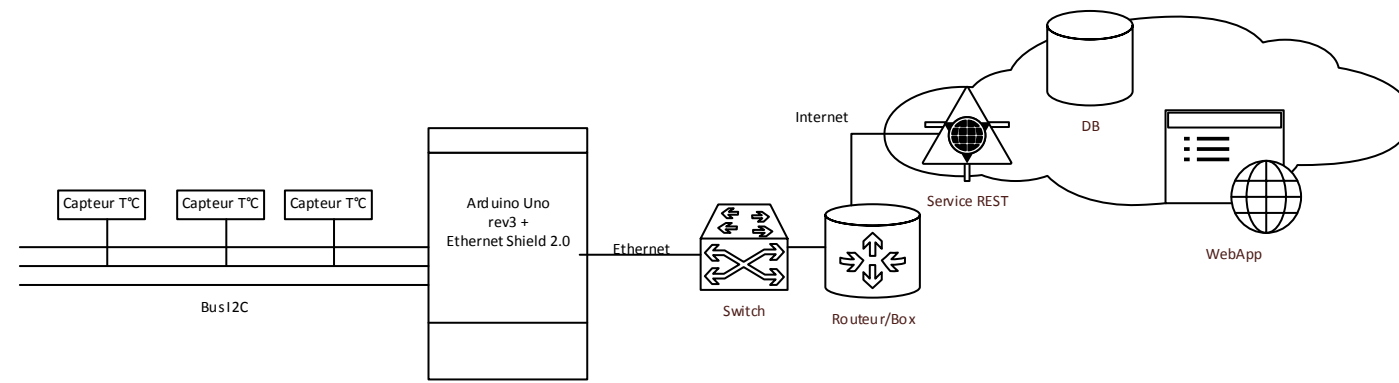 Capteur T°C
Capteur T°C
Capteur T°C
Bus I2C
Arduino Uno
rev3 +
Ethernet Shield 2.0
Ethernet
Switch
Routeur/Box
Internet
Service REST
DB
WebApp